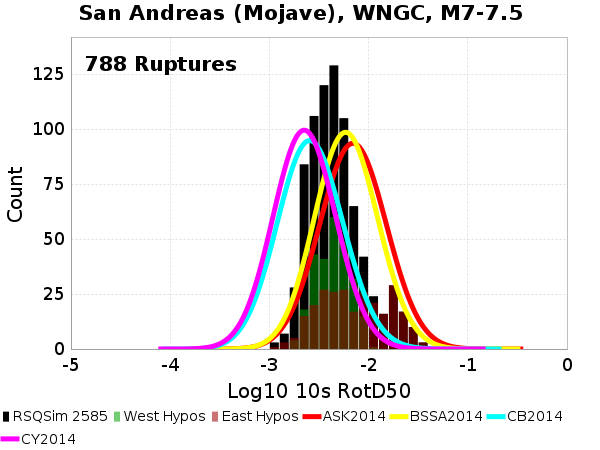 San Andreas (Mojave), WNGC, M7-7.5
788 Ruptures
Count
125
100
75
50
25
0
-5 -4 -3 -2 -1 0
Log10 10s RotD50
RSQSim 2585 West Hypos East Hypos ASK2014 BSSA2014 CB2014
CY2014